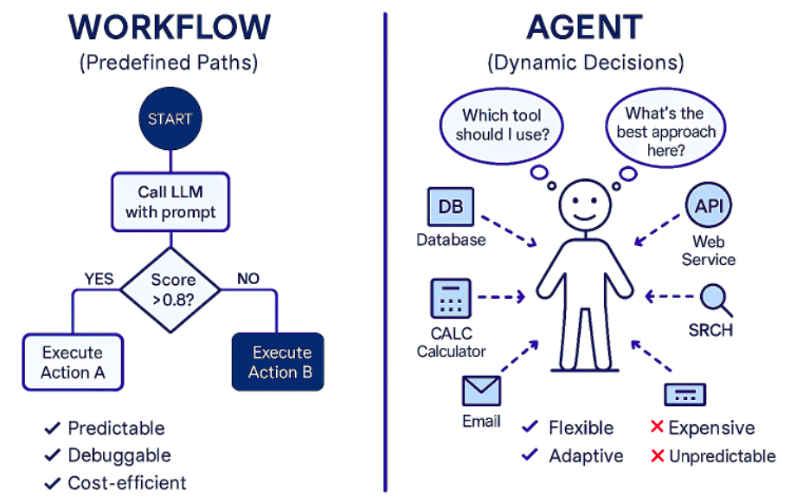 WORKFLOW
(Predefined Paths)
START
Call LLM
with prompt
Score
>0.8?
YES
NO
Execute
Action A
Execute
Action B
✓ Predictable
✓ Debuggable
✓ Cost-efficient
AGENT
(Dynamic Decisions)
Which tool
should I use?
What's the
best approach
here?
DB
Database
API
Web
Service
CALC
Calculator
SRCH
Email
✓ Flexible
✓ Adaptive
✕ Expensive
✕ Unpredictable